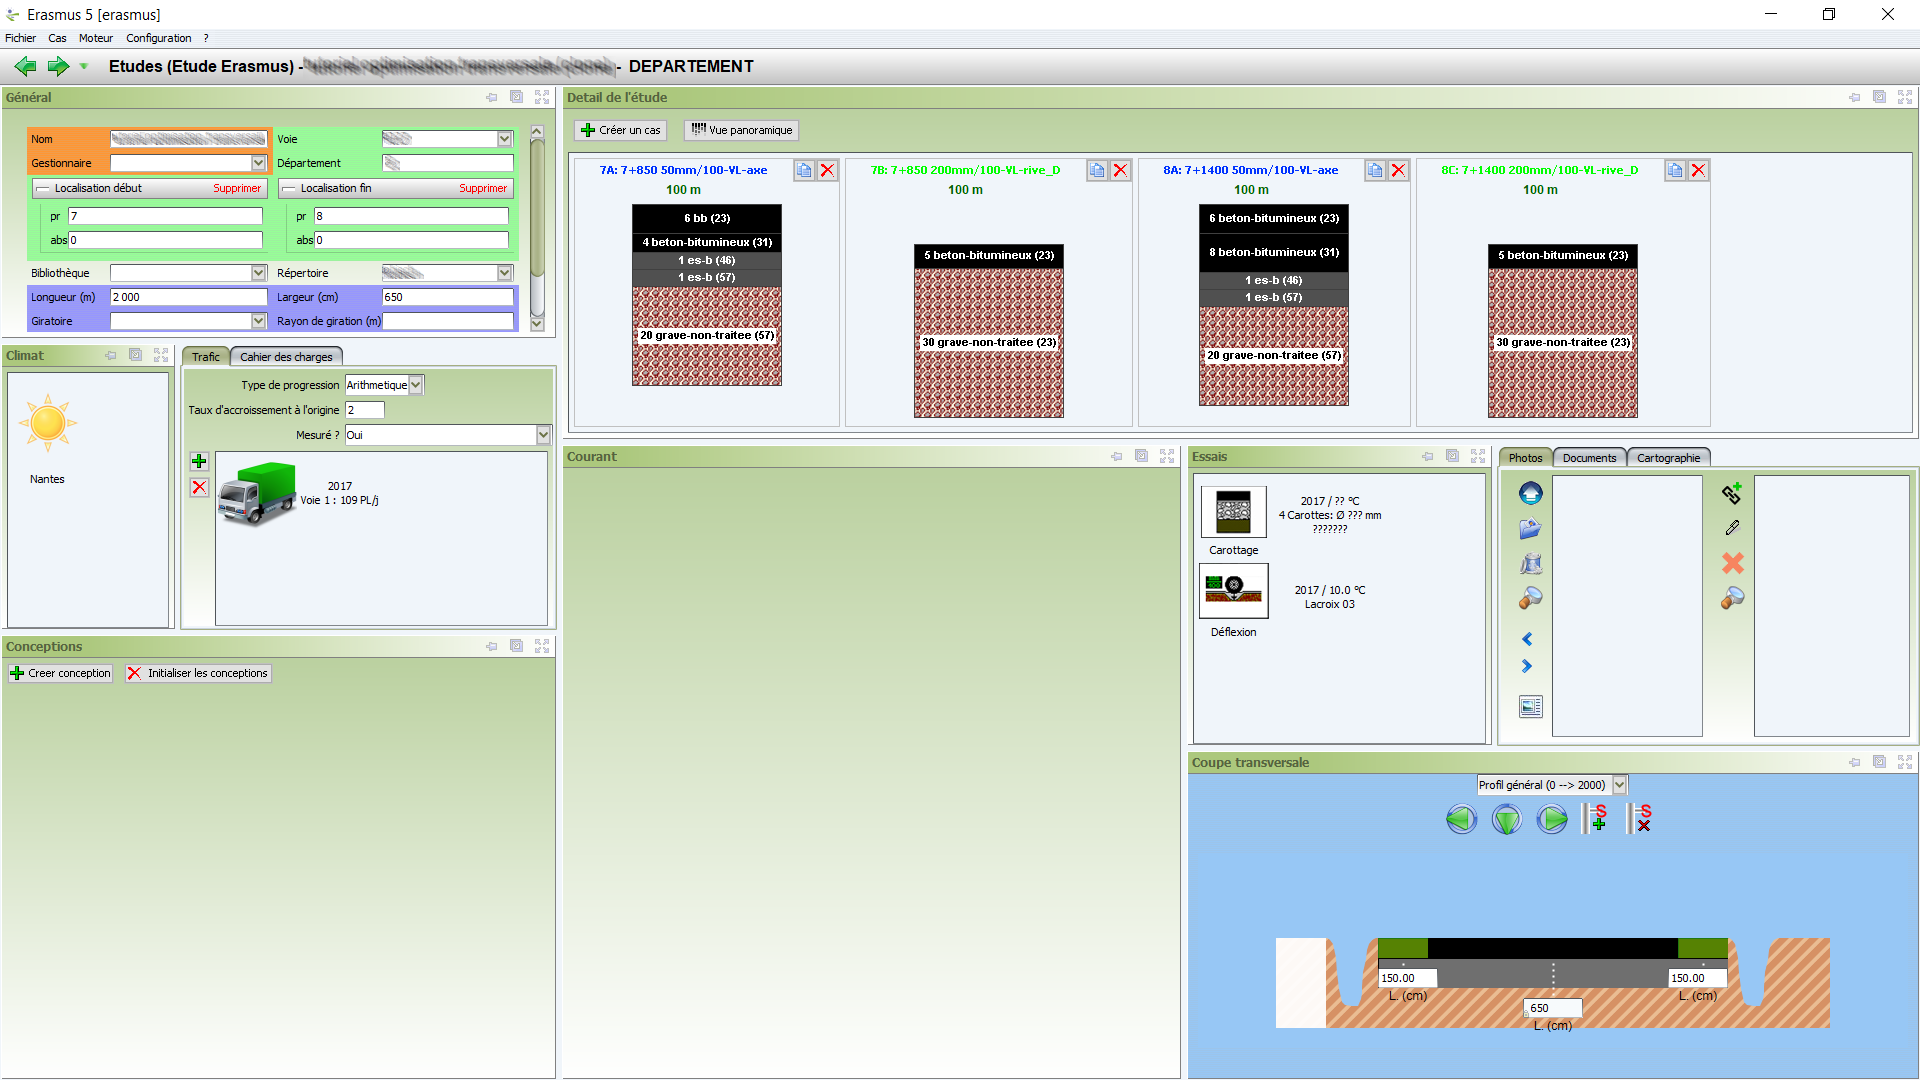 Erasmus 5 [erasmus]
Fichier Cas Moteur Configuration ?
Etudes (Etude Erasmus) - - DEPARTEMENT
Général
Nom
Voie
Gestionnaire
Département
Localisation début Supprimer
Localisation fin Supprimer
pr 7
pr 8
abs 0
abs 0
Bibliothèque
Répertoire
Longueur (m) 2 000
Largeur (cm) 650
Giratoire
Rayon de giration (m)
Climat
Nantes
Trafic
Cahier des charges
Type de progression Arithmetique
Taux d'accroissement à l'origine 2
Mesuré ? Oui
2017
Voie 1 : 109 PL/j
Conceptions
Creer conception
Initialiser les conceptions
Detail de l'étude
Créer un cas
Vue panoramique
7A: 7+850 50mm/100-VL-axe
100 m
6 bb (23)
4 beton-bitumineux (31)
1 es-b (46)
1 es-b (57)
20 grave-non-traitee (57)
7B: 7+850 200mm/100-VL-rive_D
100 m
5 beton-bitumineux (23)
30 grave-non-traitee (23)
8A: 7+1400 50mm/100-VL-axe
100 m
6 beton-bitumineux (23)
8 beton-bitumineux (31)
1 es-b (46)
1 es-b (57)
20 grave-non-traitee (57)
8C: 7+1400 200mm/100-VL-rive_D
100 m
5 beton-bitumineux (23)
30 grave-non-traitee (23)
Courant
Essais
2017 / ?? °C
4 Carottes: Ø ??? mm
???????
Carottage
2017 / 10.0 °C
Lacroix 03
Déflexion
Photos
Documents
Cartographie
Coupe transversale
Profil général (0 --> 2000)
S
S
150.00
L. (cm)
150.00
L. (cm)
650
L. (cm)